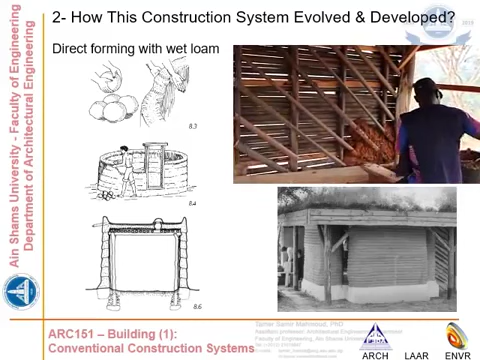 2- How This Construction System Evolved & Developed?
Direct forming with wet loam
8.3
8.4
8.6
Ain Shams University - Faculty of Engineering
Department of Architectural Engineering
ARC151 – Building (1):
Conventional Construction Systems
Tamer Samir Mahmoud, PhD
ARCH
LAAR
ENVR